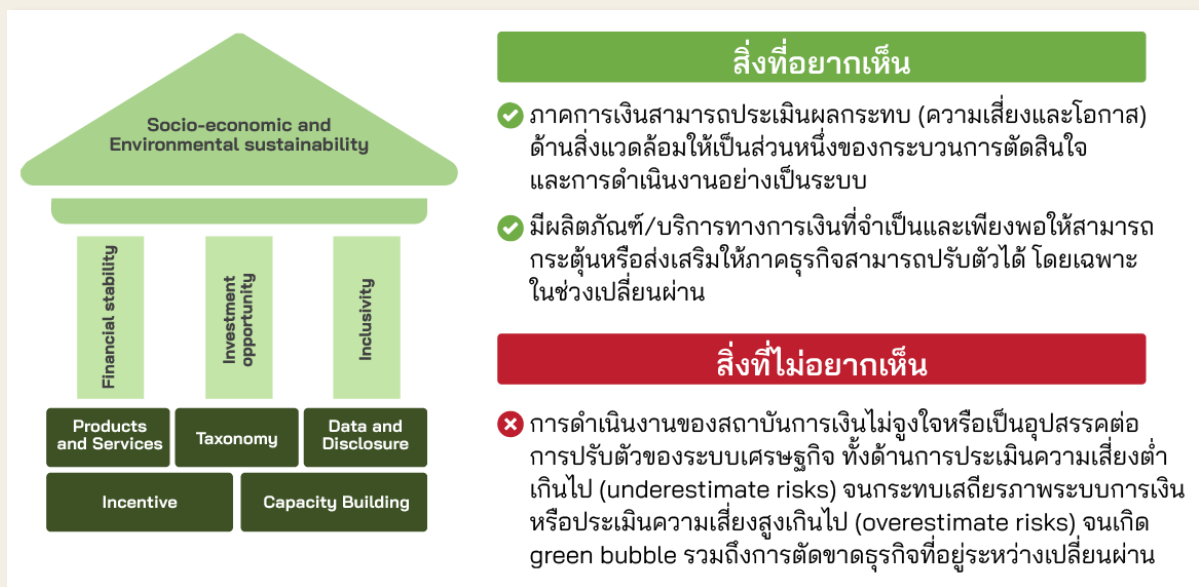 Socio-economic and
Environmental sustainability
Financial stability
Investment
opportunity
Inclusivity
Products
and Services
Taxonomy
Data and
Disclosure
Incentive
Capacity Building
สิ่งที่อยากเห็น
ภาคการเงินสามารถประเมินผลกระทบ (ความเสี่ยงและโอกาส)
ด้านสิ่งแวดล้อมให้เป็นส่วนหนึ่งของกระบวนการตัดสินใจ
และการดำเนินงานอย่างเป็นระบบ
มีผลิตภัณฑ์/บริการทางการเงินที่จำเป็นและเพียงพอให้สามารถ
กระตุ้นหรือส่งเสริมให้ภาคธุรกิจสามารถปรับตัวได้ โดยเฉพาะ
ในช่วงเปลี่ยนผ่าน
สิ่งที่ไม่อยากเห็น
การดำเนินงานของสถาบันการเงินไม่จูงใจหรือเป็นอุปสรรคต่อ
การปรับตัวของระบบเศรษฐกิจ ทั้งด้านการประเมินความเสี่ยงต่ำ
เกินไป (underestimate risks) จนกระทบเสถียรภาพระบบการเงิน
หรือประเมินความเสี่ยงสูงเกินไป (overestimate risks) จนเกิด
green bubble รวมถึงการตัดขาดธุรกิจที่อยู่ระหว่างเปลี่ยนผ่าน